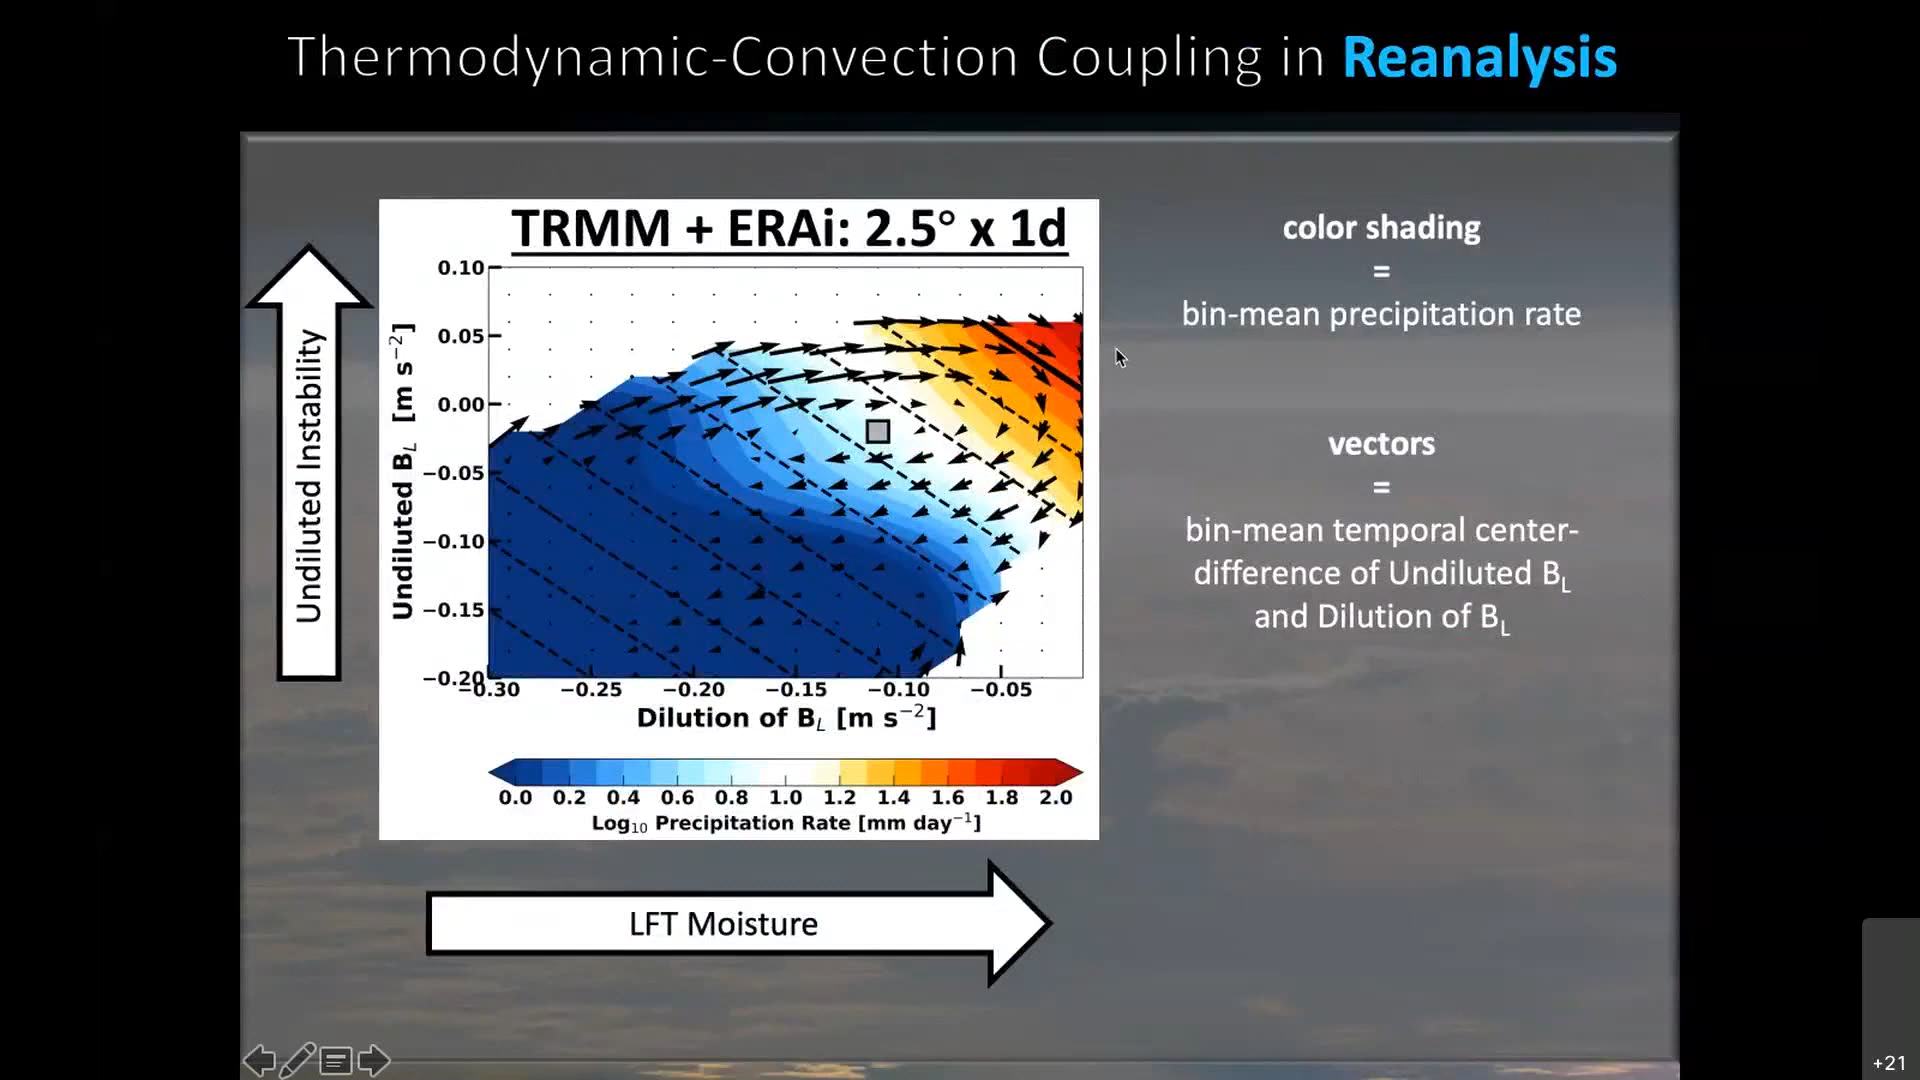 Thermodynamic-Convection Coupling in Reanalysis
TRMM + ERAi: 2.5° x 1d
Undiluted Instability
Undiluted B_L [m s⁻²]
0.10
0.05
0.00
−0.05
−0.10
−0.15
−0.20
−0.30 −0.25 −0.20 −0.15 −0.10 −0.05
Dilution of B_L [m s⁻²]
0.0 0.2 0.4 0.6 0.8 1.0 1.2 1.4 1.6 1.8 2.0
Log₁₀ Precipitation Rate [mm day⁻¹]
LFT Moisture
color shading
=
bin-mean precipitation rate
vectors
=
bin-mean temporal center-
difference of Undiluted B_L
and Dilution of B_L
+21